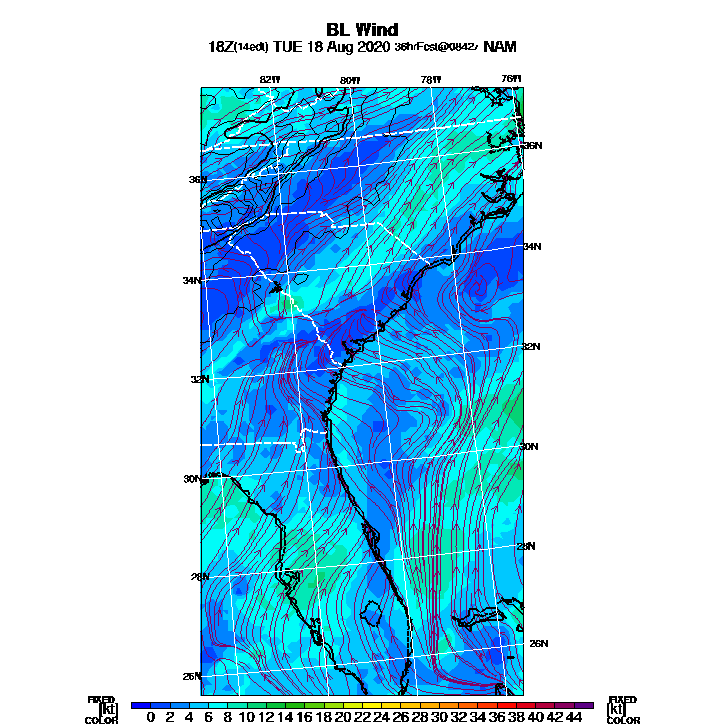 BL Wind
18Z(14edt) TUE 18 Aug 2020 36hrFcst@0842z NAM
82W 80W 78W 76W
36N
36N
34N
34N
32N
32N
30N
30N
28N
28N
26N
26N
FIXED FIXED
[kt] 0 2 4 6 8 10 12 14 16 18 20 22 24 26 28 30 32 34 36 38 40 42 44 [kt]
COLOR COLOR